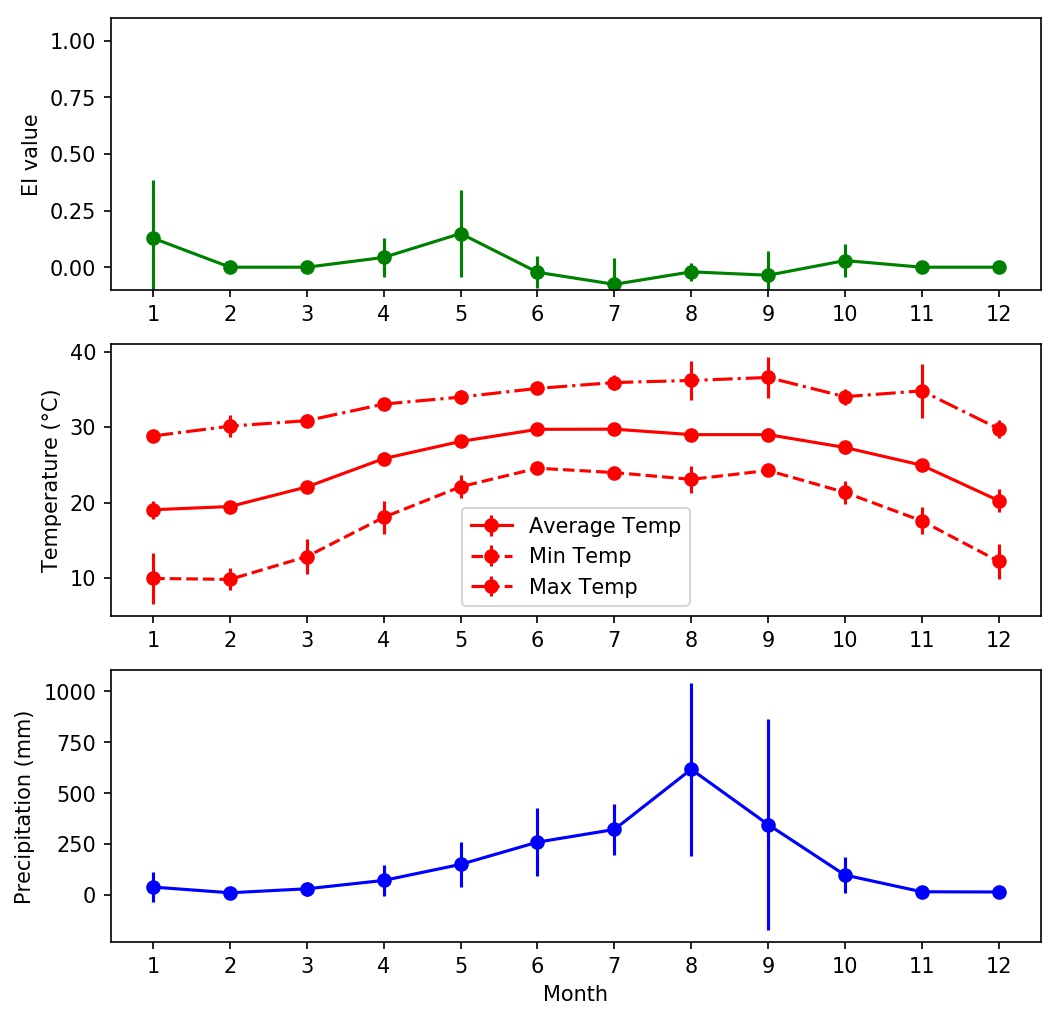 EI value
1.00
0.75
0.50
0.25
0.00
1 2 3 4 5 6 7 8 9 10 11 12
Temperature (°C)
40
30
20
10
Average Temp
Min Temp
Max Temp
1 2 3 4 5 6 7 8 9 10 11 12
Precipitation (mm)
1000
750
500
250
0
1 2 3 4 5 6 7 8 9 10 11 12
Month